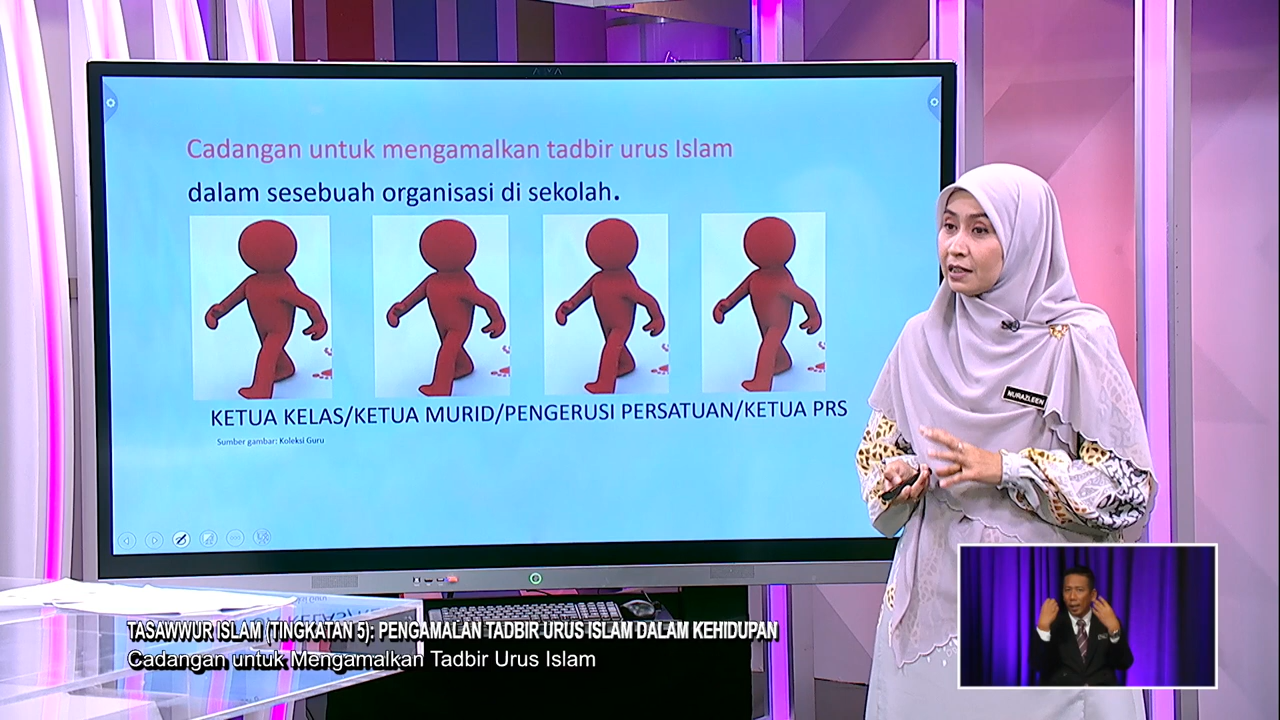 Cadangan untuk mengamalkan tadbir urus Islam
dalam sesebuah organisasi di sekolah.
KETUA KELAS/KETUA MURID/PENGERUSI PERSATUAN/KETUA PRS
Sumber gambar: Koleksi Guru
NURAZLEEN
TASAWWUR ISLAM (TINGKATAN 5): PENGAMALAN TADBIR URUS ISLAM DALAM KEHIDUPAN
Cadangan untuk Mengamalkan Tadbir Urus Islam